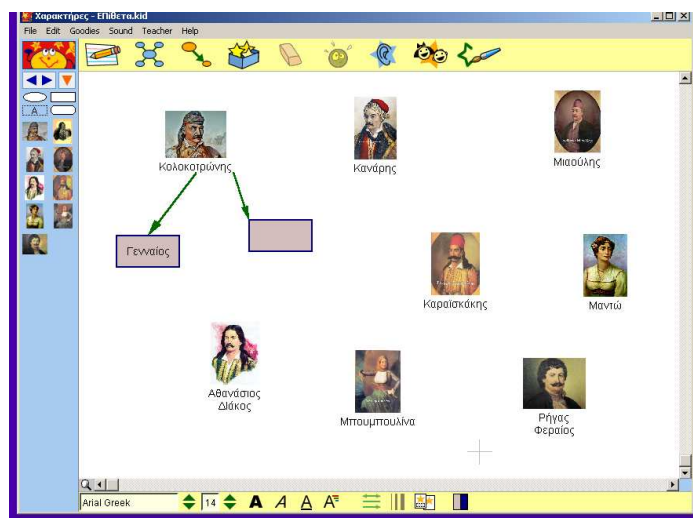 Χαρακτήρες - Επίθετα.kid
File Edit Goodies Sound Teacher Help
A
Κολοκοτρώνης
Κανάρης
Μιαούλης
Γενναίος
Καραϊσκάκης
Μαντώ
Αθανάσιος
Διάκος
Μπουμπουλίνα
Ρήγας
Φεραίος
Arial Greek
14
A A A A